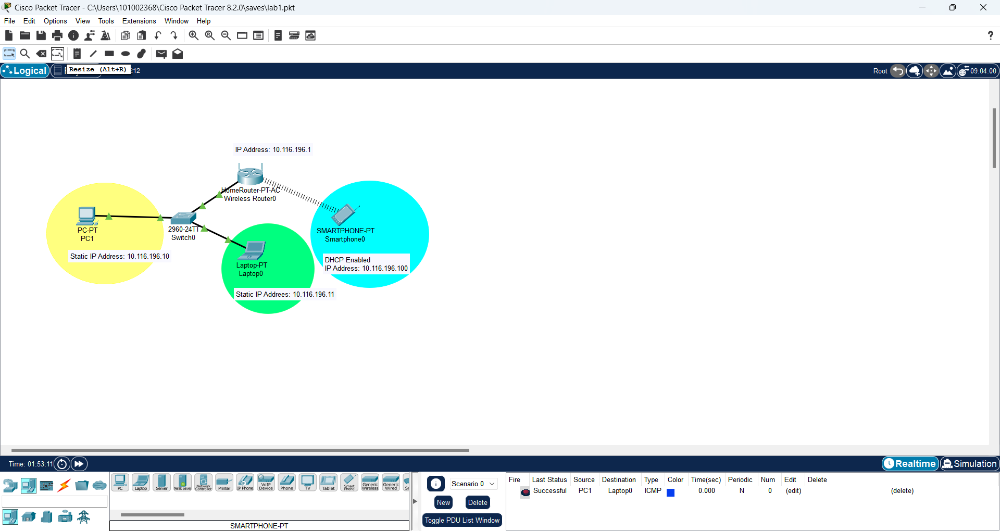 Cisco Packet Tracer - C:\Users\101002368\Cisco Packet Tracer 8.2.0\saves\lab1.pkt
File Edit Options View Tools Extensions Window Help
?
Logical
Resize (Alt+R)
212
Root
09:04:00
IP Address: 10.116.196.1
HomeRouter-PT-AC
Wireless Router0
PC-PT
PC1
Static IP Address: 10.116.196.10
2960-24TT
Switch0
SMARTPHONE-PT
Smartphone0
DHCP Enabled
IP Address: 10.116.196.100
Laptop-PT
Laptop0
Static IP Addrees: 10.116.196.11
Time: 01:53:11
Realtime
Simulation
PC Laptop Server Meraki Server Network Controller Printer IP Phone VoIP Device Phone TV Tablet Smart Phone Generic Wireless Generic Wired
SMARTPHONE-PT
Scenario 0
New Delete
Toggle PDU List Window
Fire Last Status Source Destination Type Color Time(sec) Periodic Num Edit Delete
Successful PC1 Laptop0 ICMP 0.000 N 0 (edit) (delete)